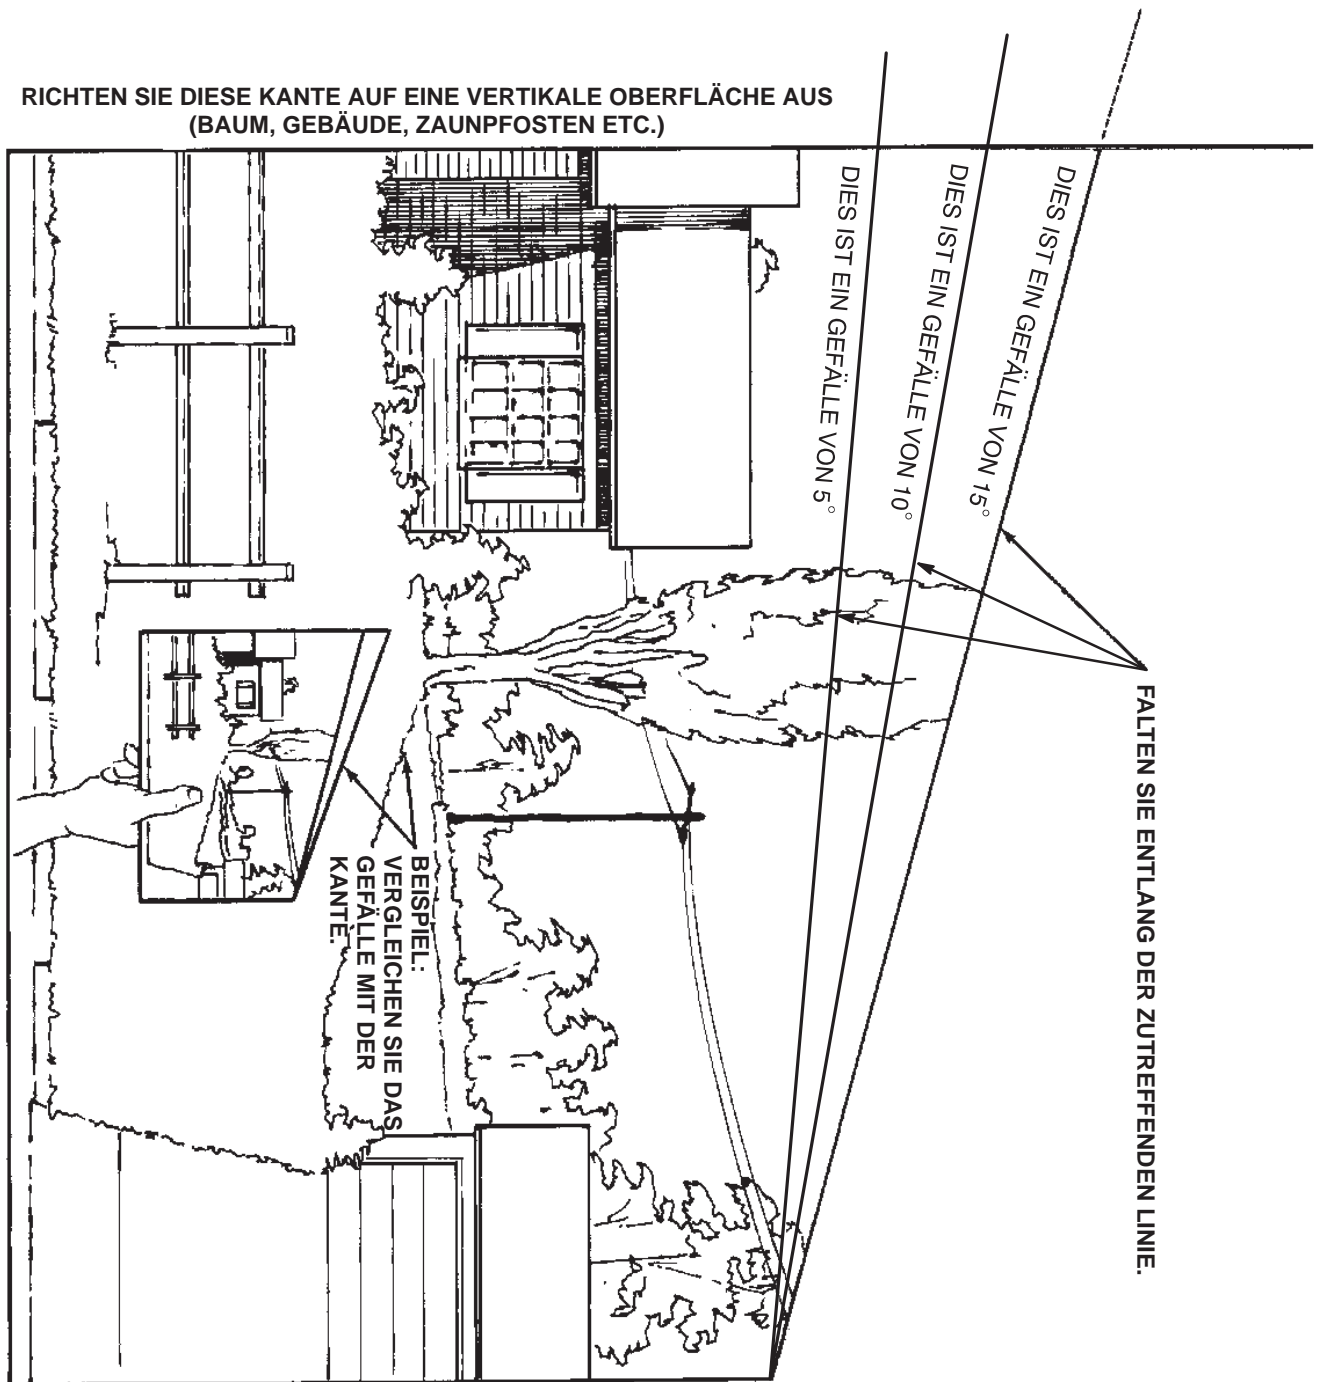 RICHTEN SIE DIESE KANTE AUF EINE VERTIKALE OBERFLÄCHE AUS
(BAUM, GEBÄUDE, ZAUNPFOSTEN ETC.)
DIES IST EIN GEFÄLLE VON 5°
DIES IST EIN GEFÄLLE VON 10°
DIES IST EIN GEFÄLLE VON 15°
FALTEN SIE ENTLANG DER ZUTREFFENDEN LINIE.
BEISPIEL:
VERGLEICHEN SIE DAS
GEFÄLLE MIT DER
KANTE.